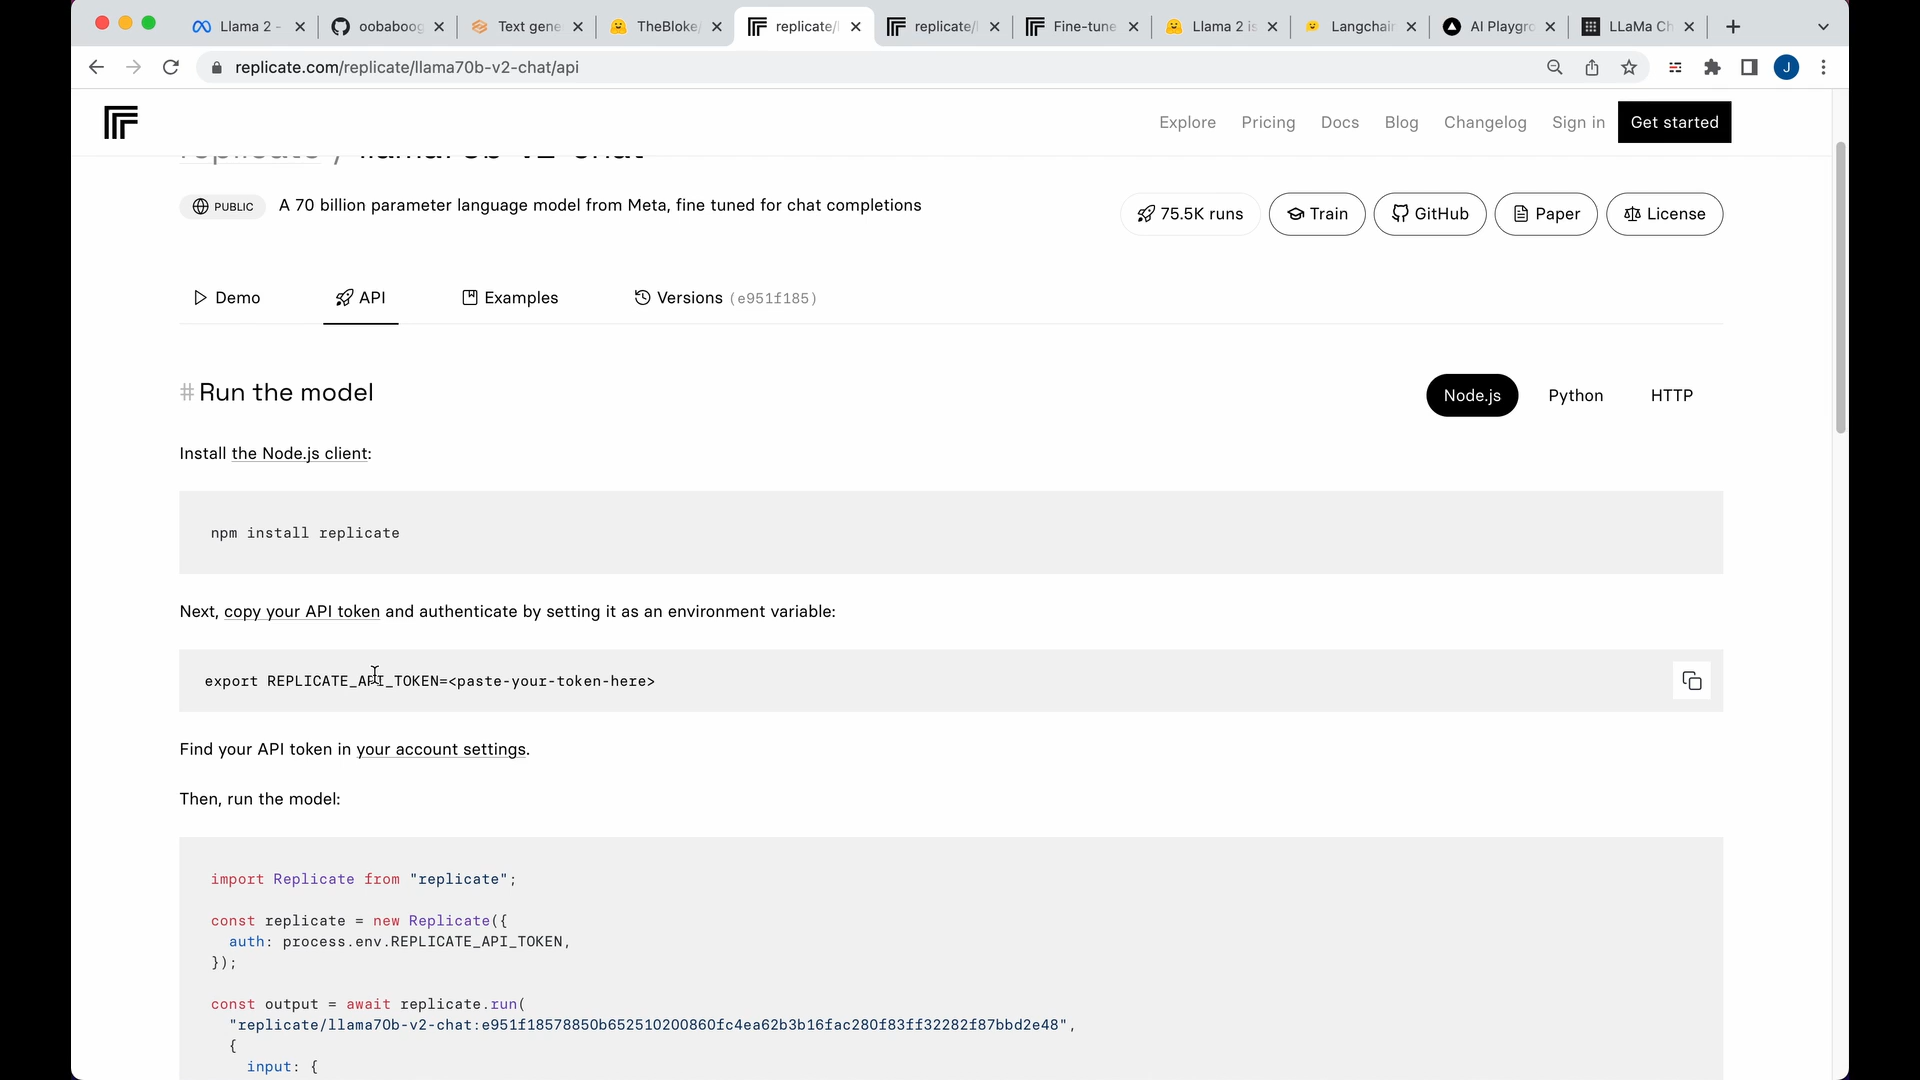 Llama 2 -
oobaboog
Text gene
TheBloke/
replicate/l
replicate/l
Fine-tune
Llama 2 is
Langchain
AI Playgro
LLaMa Ch
replicate.com/replicate/llama70b-v2-chat/api
J
Explore
Pricing
Docs
Blog
Changelog
Sign in
Get started
replicate / llama70b-v2-chat
PUBLIC
A 70 billion parameter language model from Meta, fine tuned for chat completions
75.5K runs
Train
GitHub
Paper
License
Demo
API
Examples
Versions (e951f185)
# Run the model
Node.js
Python
HTTP
Install the Node.js client:
npm install replicate
Next, copy your API token and authenticate by setting it as an environment variable:
export REPLICATE_API_TOKEN=<paste-your-token-here>
Find your API token in your account settings.
Then, run the model:
import Replicate from "replicate";
const replicate = new Replicate({
auth: process.env.REPLICATE_API_TOKEN,
});
const output = await replicate.run(
"replicate/llama70b-v2-chat:e951f18578850b652510200860fc4ea62b3b16fac280f83ff32282f87bbd2e48",
{
input: {